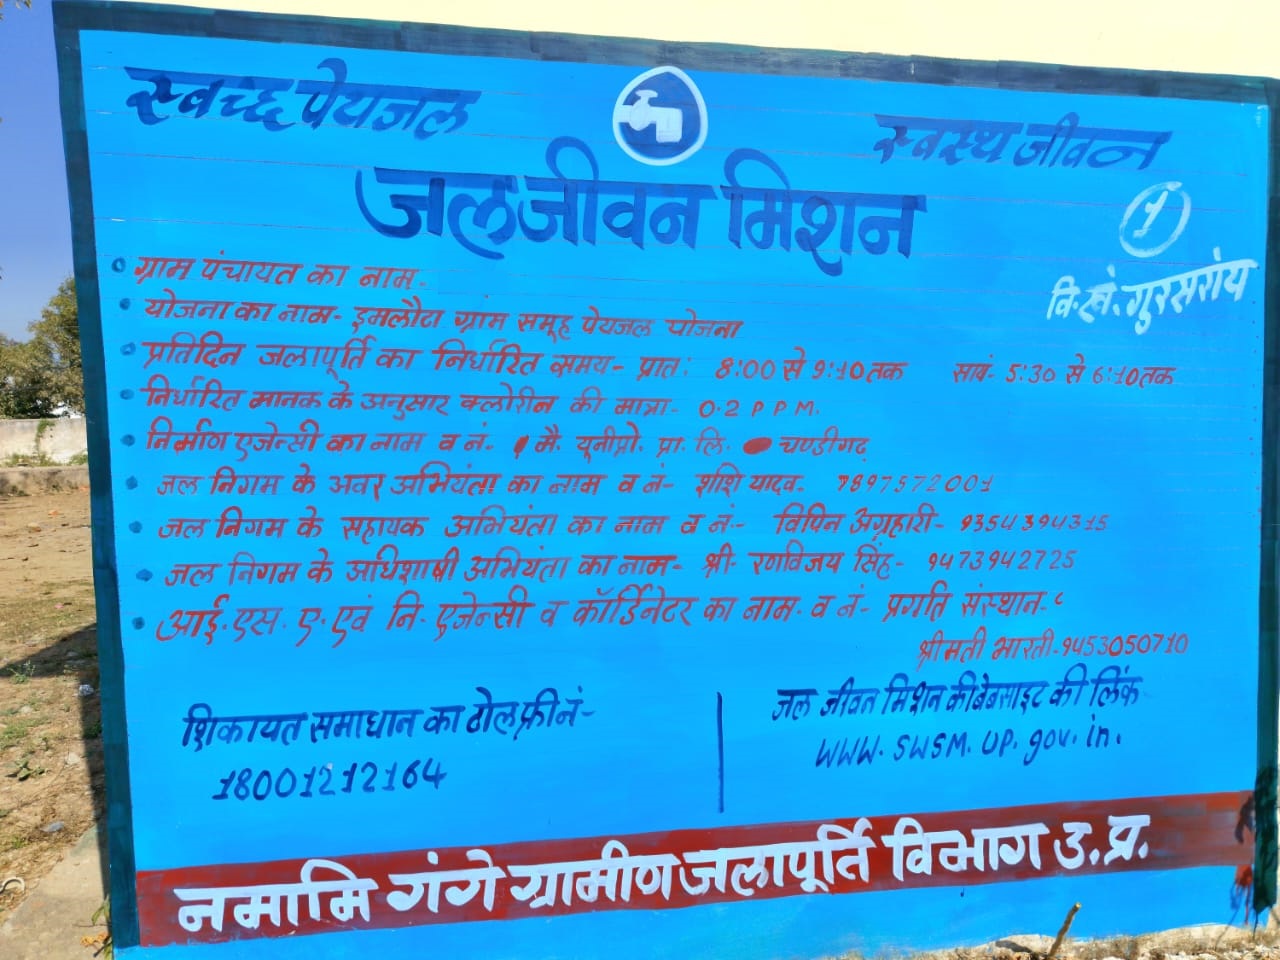 स्वच्छ पेयजल
स्वस्थ जीवन
जल जीवन मिशन
1
वि.खं. गुरसरांय
ग्राम पंचायत का नाम-
योजना का नाम- इमलौटा ग्राम समूह पेयजल योजना
प्रतिदिन जलापूर्ति का निर्धारित समय- प्रात: 8:00 से 9:10 तक सायं- 5:30 से 6:10 तक
निर्धारित मानक के अनुसार क्लोरीन की मात्रा- 0.2 P P M.
निर्माण एजेन्सी का नाम व नं.- मै. यूनीप्रो. प्रा. लि. चण्डीगढ़
जल निगम के अवर अभियंता का नाम व नं- शशि यादव- 7897572001
जल निगम के सहायक अभियंता का नाम व नं:- विपिन अग्रहारी- 9354394315
जल निगम के अधिशाषी अभियंता का नाम- श्री- रणविजय सिंह- 9473942725
आई. एस. ए. एवं नि. एजेन्सी व कॉर्डिनेटर का नाम. व नं- प्रगति संस्थान-
श्रीमती भारती-9453050710
शिकायत समाधान का टोल फ्री नं-
18001212164
जल जीवन मिशन की बेबसाइट की लिंक
WWW. SWSM. UP. gov. in.
नमामि गंगे ग्रामीण जलापूर्ति विभाग उ.प्र.